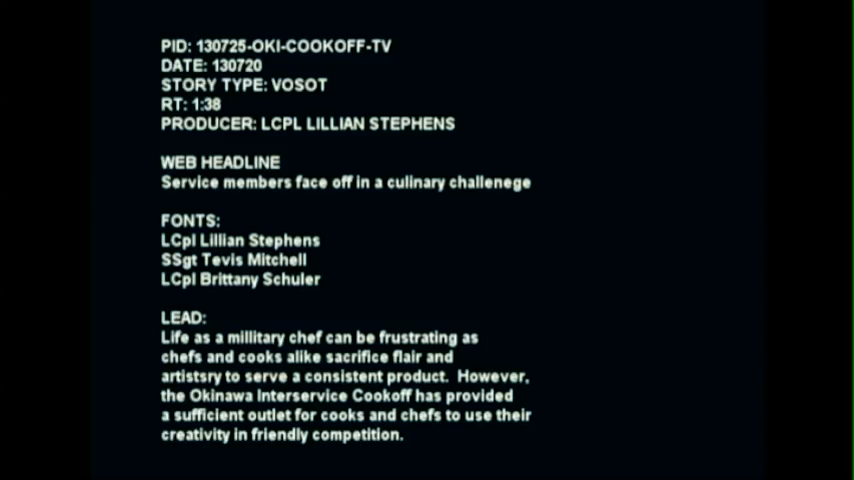 PID: 130725-OKI-COOKOFF-TV
DATE: 130720
STORY TYPE: VOSOT
RT: 1:38
PRODUCER: LCPL LILLIAN STEPHENS
WEB HEADLINE
Service members face off in a culinary challenege
FONTS:
LCpl Lillian Stephens
SSgt Tevis Mitchell
LCpl Brittany Schuler
LEAD:
Life as a millitary chef can be frustrating as
chefs and cooks alike sacrifice flair and
artistsry to serve a consistent product.  However,
the Okinawa Interservice Cookoff has provided
a sufficient outlet for cooks and chefs to use their
creativity in friendly competition.